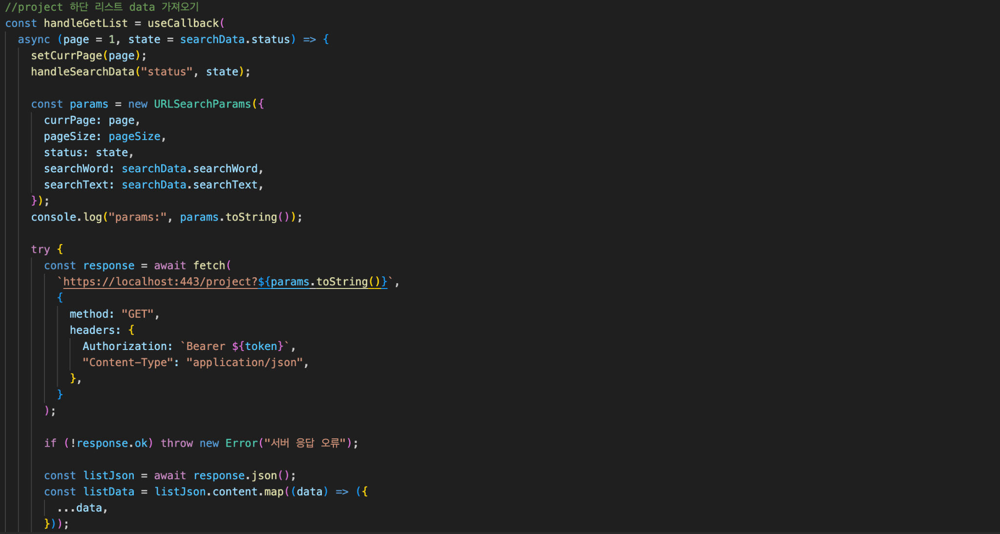 //project 하단 리스트 data 가져오기
const handleGetList = useCallback(
  async (page = 1, state = searchData.status) => {
    setCurrPage(page);
    handleSearchData("status", state);

    const params = new URLSearchParams({
      currPage: page,
      pageSize: pageSize,
      status: state,
      searchWord: searchData.searchWord,
      searchText: searchData.searchText,
    });
    console.log("params:", params.toString());

    try {
      const response = await fetch(
        `https://localhost:443/project?${params.toString()}`,
        {
          method: "GET",
          headers: {
            Authorization: `Bearer ${token}`,
            "Content-Type": "application/json",
          },
        }
      );

      if (!response.ok) throw new Error("서버 응답 오류");

      const listJson = await response.json();
      const listData = listJson.content.map((data) => ({
        ...data,
      }));